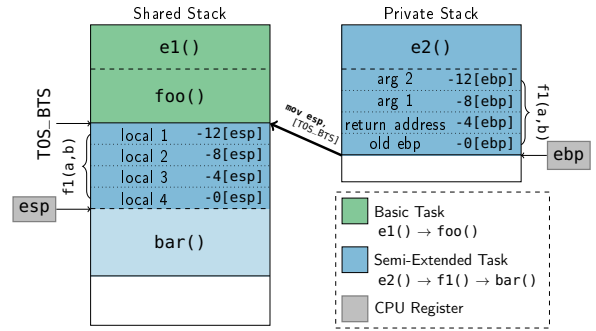 Shared Stack
Private Stack
e1()
foo()
TOS_BTS
local 1 -12[esp]
local 2 -8[esp]
local 3 -4[esp]
local 4 -0[esp]
f1(a,b)
esp
bar()
mov esp,
[TOS_BTS]
e2()
arg 2 -12[ebp]
arg 1 -8[ebp]
return address -4[ebp]
old ebp -0[ebp]
f1(a,b)
ebp
Basic Task
e1() → foo()
Semi-Extended Task
e2() → f1() → bar()
CPU Register